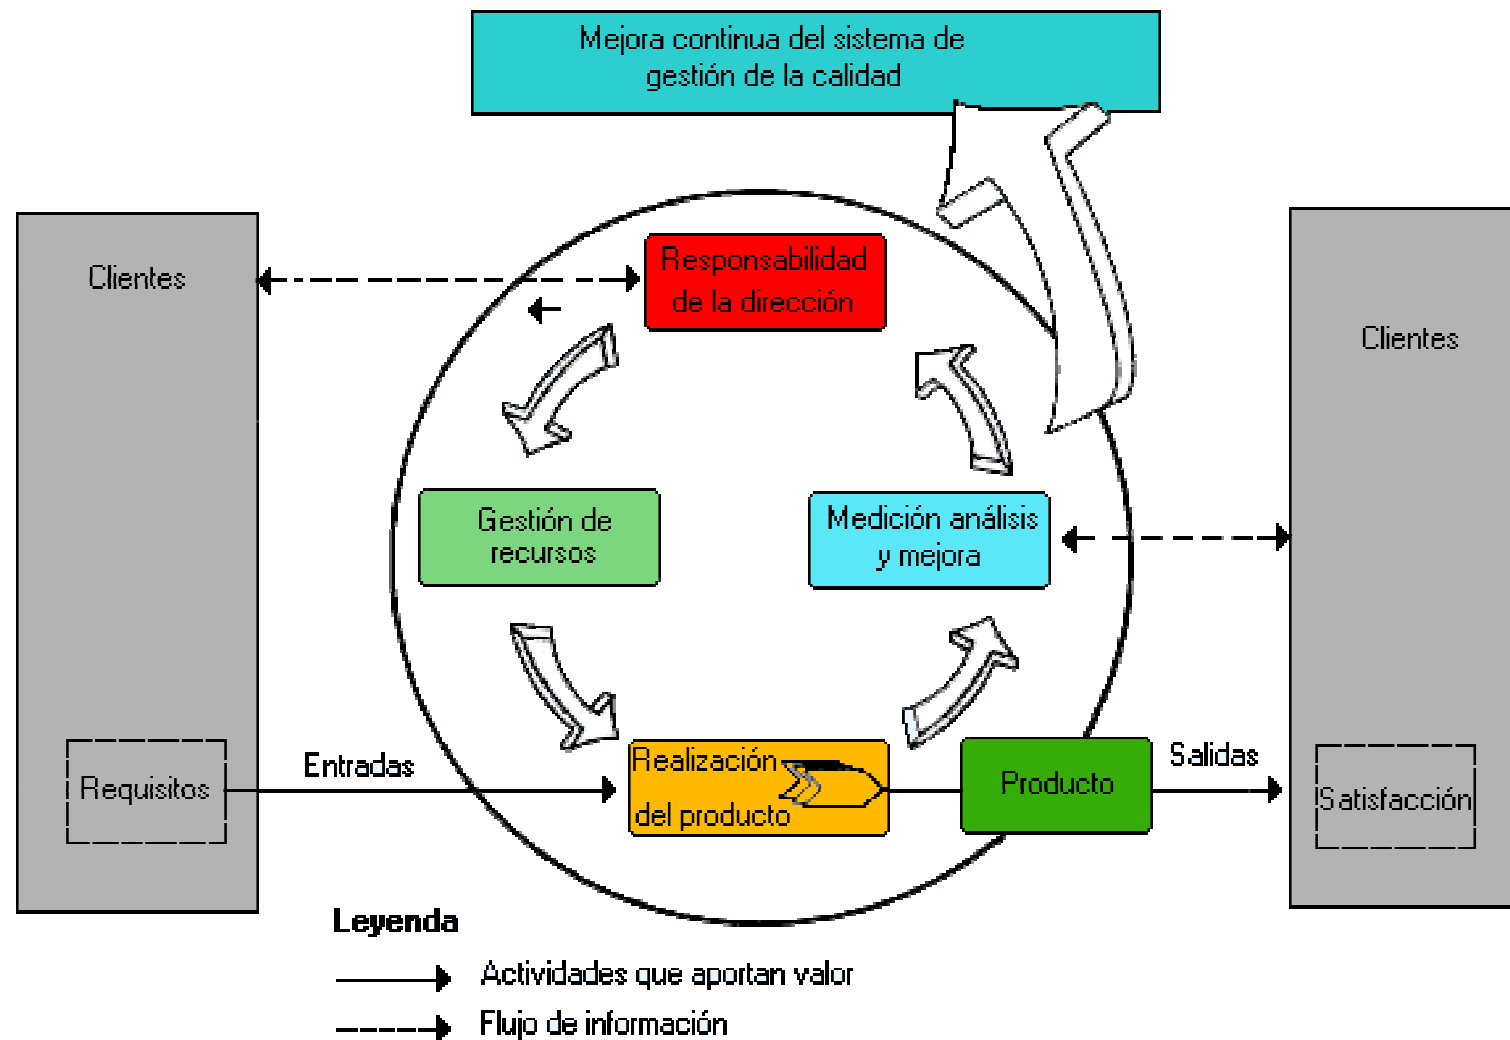 Mejora continua del sistema de
gestión de la calidad
Responsabilidad
de la dirección
Clientes
Clientes
Gestión de
recursos
Medición análisis
y mejora
Requisitos
Entradas
Realización
del producto
Producto
Salidas
Satisfacción
Leyenda
Actividades que aportan valor
Flujo de información